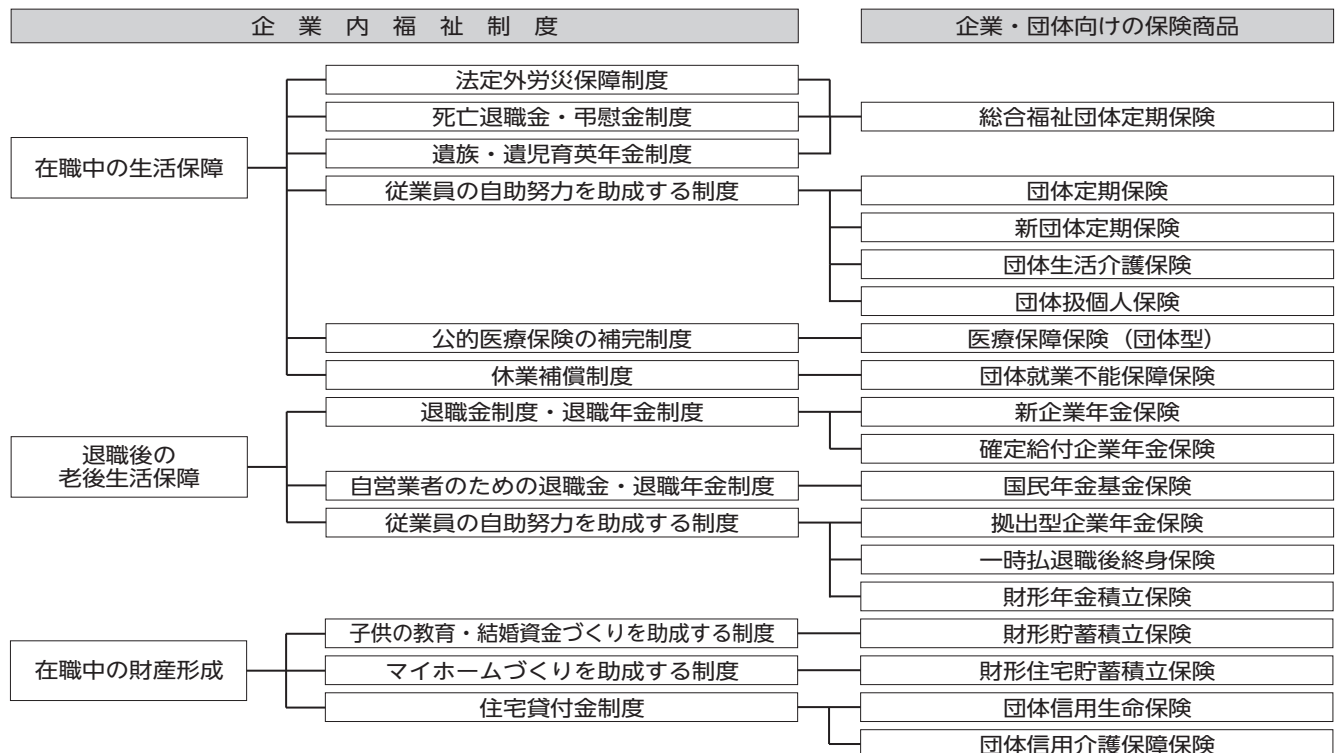 企業内福祉制度
企業・団体向けの保険商品
在職中の生活保障
法定外労災保障制度
死亡退職金・弔慰金制度
遺族・遺児育英年金制度
総合福祉団体定期保険
従業員の自助努力を助成する制度
団体定期保険
新団体定期保険
団体生活介護保険
団体扱個人保険
公的医療保険の補完制度
医療保障保険（団体型）
休業補償制度
団体就業不能保障保険
退職後の
老後生活保障
退職金制度・退職年金制度
新企業年金保険
確定給付企業年金保険
自営業者のための退職金・退職年金制度
国民年金基金保険
従業員の自助努力を助成する制度
拠出型企業年金保険
一時払退職後終身保険
財形年金積立保険
在職中の財産形成
子供の教育・結婚資金づくりを助成する制度
財形貯蓄積立保険
マイホームづくりを助成する制度
財形住宅貯蓄積立保険
住宅貸付金制度
団体信用生命保険
団体信用介護保障保険